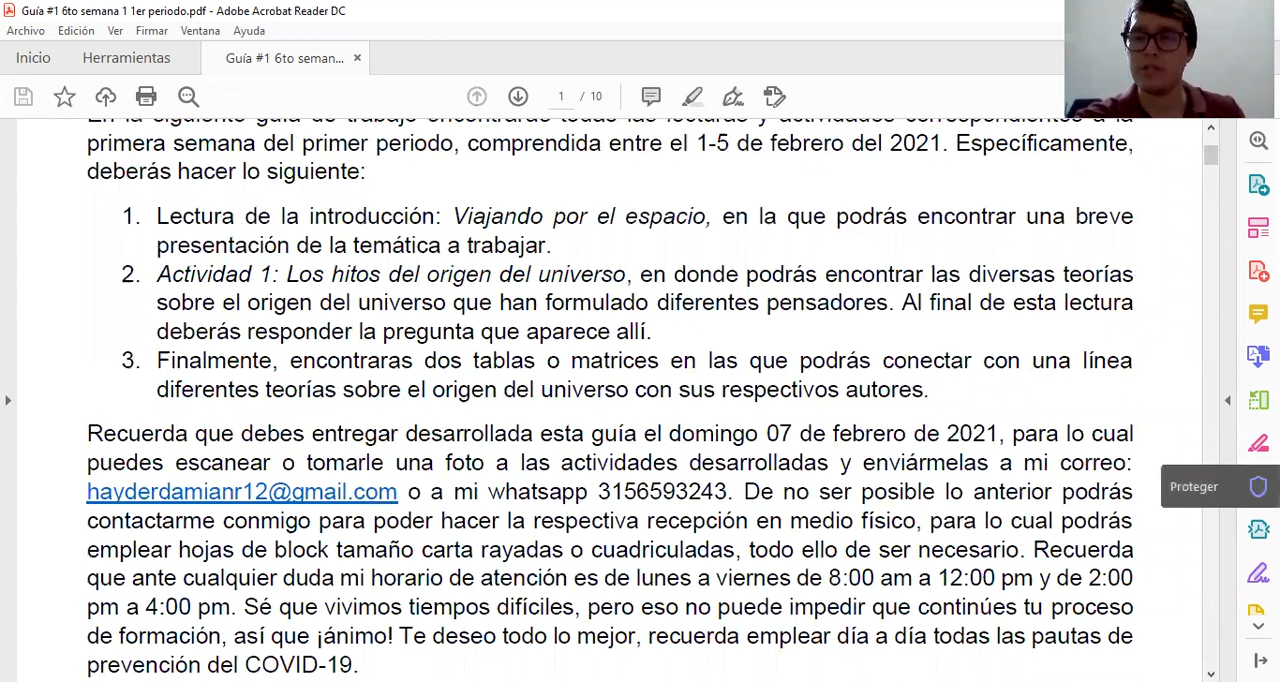 Guía #1 6to semana 1 1er periodo.pdf - Adobe Acrobat Reader DC
Archivo Edición Ver Firmar Ventana Ayuda
Inicio Herramientas Guía #1 6to seman... ×
1 / 10
En la siguiente guía de trabajo encontrarás todas las lecturas y actividades correspondientes a la
primera semana del primer periodo, comprendida entre el 1-5 de febrero del 2021. Específicamente,
deberás hacer lo siguiente:
1. Lectura de la introducción: Viajando por el espacio, en la que podrás encontrar una breve
presentación de la temática a trabajar.
2. Actividad 1: Los hitos del origen del universo, en donde podrás encontrar las diversas teorías
sobre el origen del universo que han formulado diferentes pensadores. Al final de esta lectura
deberás responder la pregunta que aparece allí.
3. Finalmente, encontraras dos tablas o matrices en las que podrás conectar con una línea
diferentes teorías sobre el origen del universo con sus respectivos autores.
Recuerda que debes entregar desarrollada esta guía el domingo 07 de febrero de 2021, para lo cual
puedes escanear o tomarle una foto a las actividades desarrolladas y enviármelas a mi correo:
hayderdamianr12@gmail.com o a mi whatsapp 3156593243. De no ser posible lo anterior podrás
contactarme conmigo para poder hacer la respectiva recepción en medio físico, para lo cual podrás
emplear hojas de block tamaño carta rayadas o cuadriculadas, todo ello de ser necesario. Recuerda
que ante cualquier duda mi horario de atención es de lunes a viernes de 8:00 am a 12:00 pm y de 2:00
pm a 4:00 pm. Sé que vivimos tiempos difíciles, pero eso no puede impedir que continúes tu proceso
de formación, así que ¡ánimo! Te deseo todo lo mejor, recuerda emplear día a día todas las pautas de
prevención del COVID-19.
Proteger